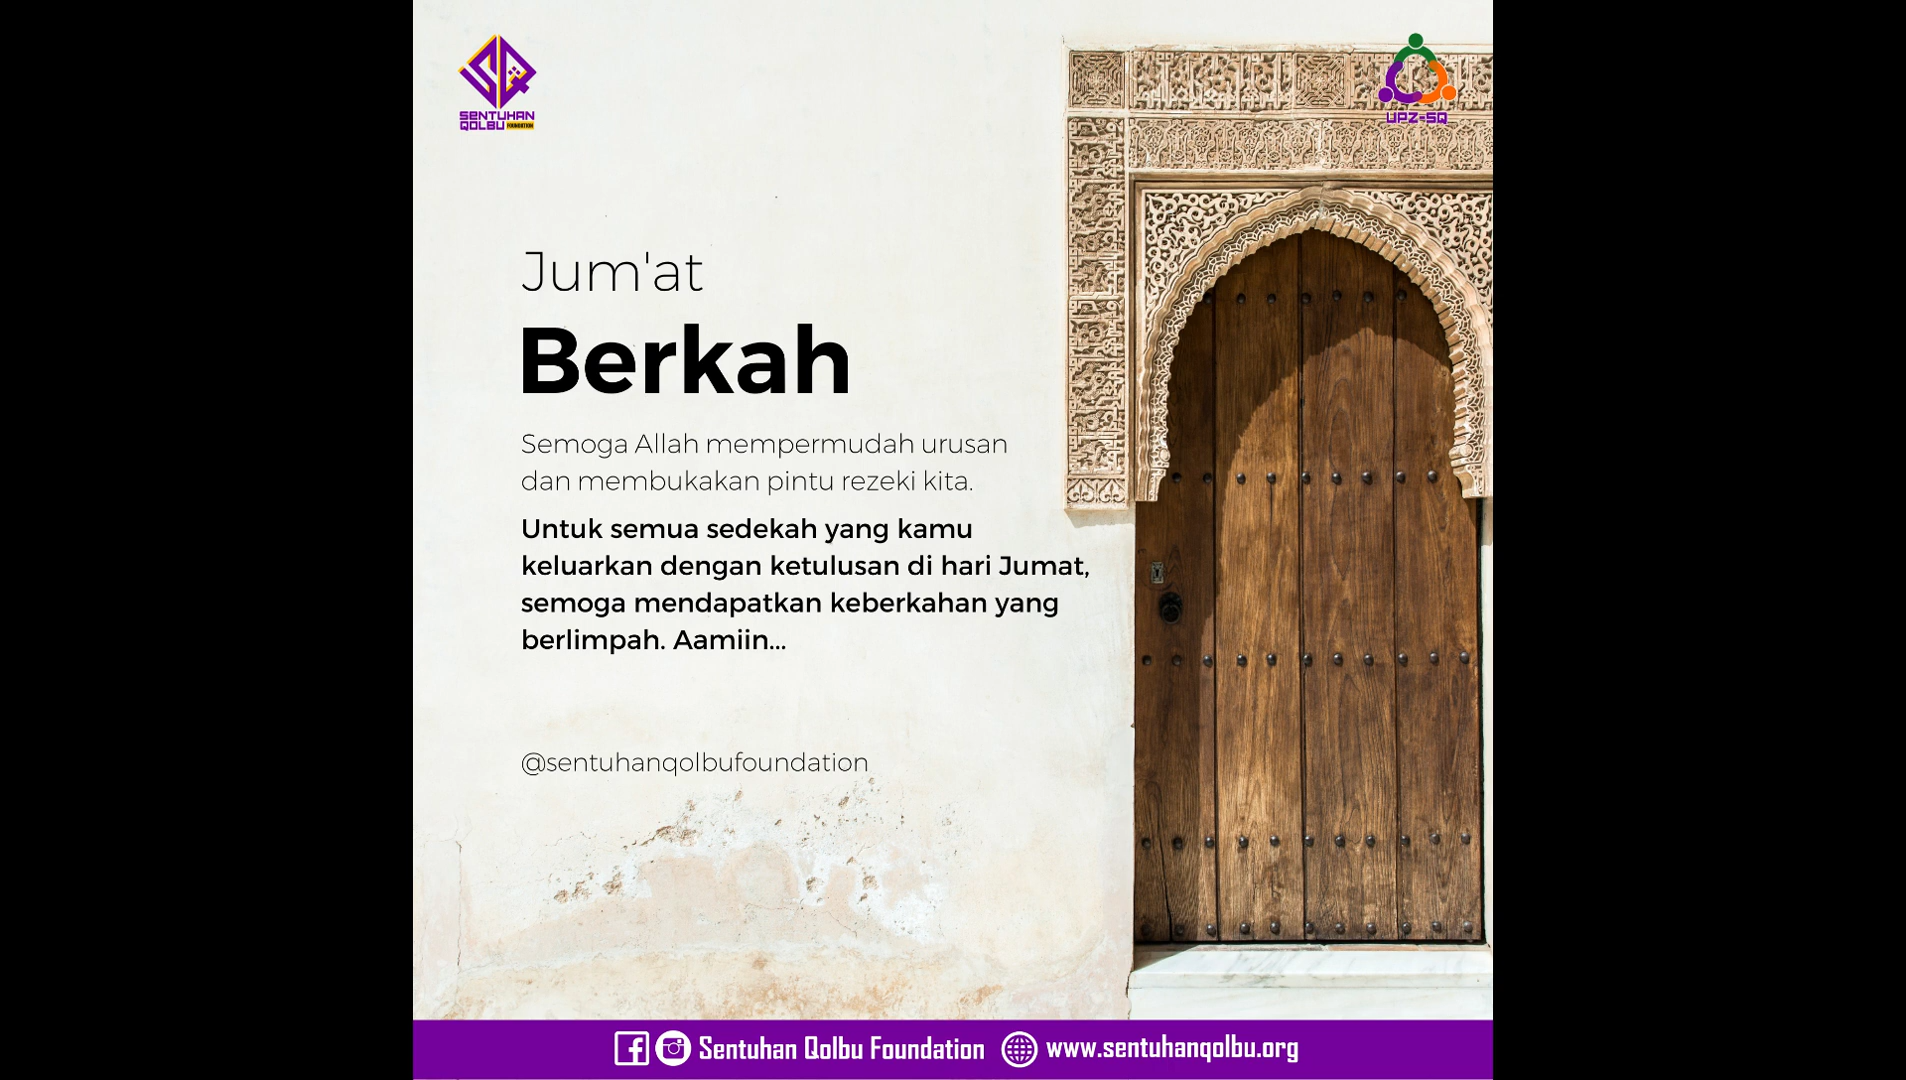 SENTUHAN
QOLBU FOUNDATION
UPZ-SQ
Jum'at
Berkah
Semoga Allah mempermudah urusan
dan membukakan pintu rezeki kita.
Untuk semua sedekah yang kamu
keluarkan dengan ketulusan di hari Jumat,
semoga mendapatkan keberkahan yang
berlimpah. Aamiin...
@sentuhanqolbufoundation
Sentuhan Qolbu Foundation www.sentuhanqolbu.org